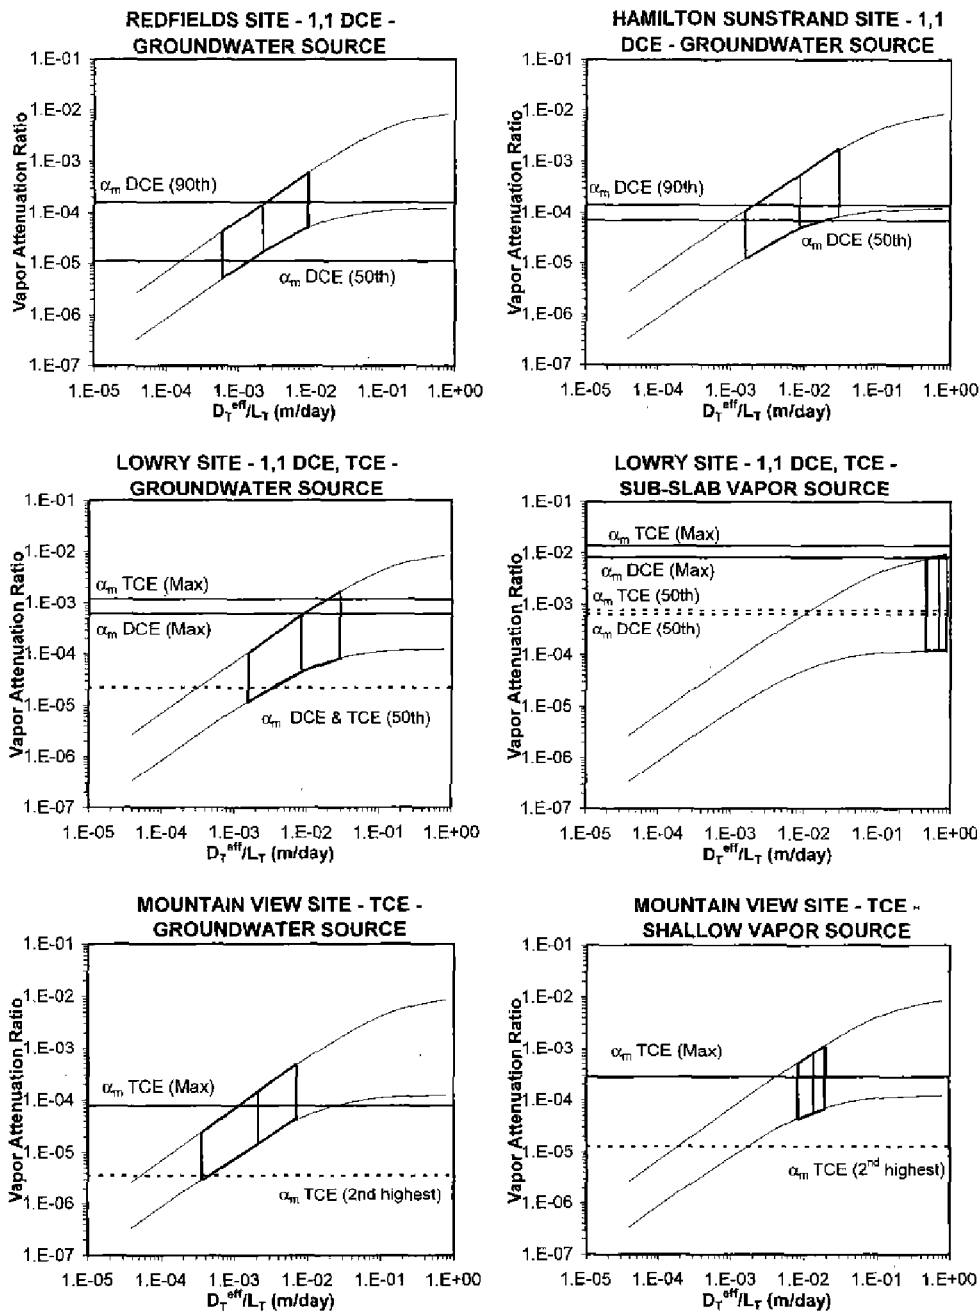 REDFIELDS SITE - 1,1 DCE -
GROUNDWATER SOURCE
Vapor Attenuation Ratio
1.E-01
1.E-02
1.E-03
1.E-04
1.E-05
1.E-06
1.E-07
αm DCE (90th)
αm DCE (50th)
1.E-05 1.E-04 1.E-03 1.E-02 1.E-01 1.E+00
DT^eff/LT (m/day)
HAMILTON SUNSTRAND SITE - 1,1
DCE - GROUNDWATER SOURCE
Vapor Attenuation Ratio
1.E-01
1.E-02
1.E-03
1.E-04
1.E-05
1.E-06
1.E-07
αm DCE (90th)
αm DCE (50th)
1.E-05 1.E-04 1.E-03 1.E-02 1.E-01 1.E+00
DT^eff/LT (m/day)
LOWRY SITE - 1,1 DCE, TCE -
GROUNDWATER SOURCE
Vapor Attenuation Ratio
1.E-01
1.E-02
1.E-03
1.E-04
1.E-05
1.E-06
1.E-07
αm TCE (Max)
αm DCE (Max)
αm DCE & TCE (50th)
1.E-05 1.E-04 1.E-03 1.E-02 1.E-01 1.E+00
DT^eff/LT (m/day)
LOWRY SITE - 1,1 DCE, TCE -
SUB-SLAB VAPOR SOURCE
Vapor Attenuation Ratio
1.E-01
1.E-02
1.E-03
1.E-04
1.E-05
1.E-06
1.E-07
αm TCE (Max)
αm DCE (Max)
αm TCE (50th)
αm DCE (50th)
1.E-05 1.E-04 1.E-03 1.E-02 1.E-01 1.E+00
DT^eff/LT (m/day)
MOUNTAIN VIEW SITE - TCE -
GROUNDWATER SOURCE
Vapor Attenuation Ratio
1.E-01
1.E-02
1.E-03
1.E-04
1.E-05
1.E-06
1.E-07
αm TCE (Max)
αm TCE (2nd highest)
1.E-05 1.E-04 1.E-03 1.E-02 1.E-01 1.E+00
DT^eff/LT (m/day)
MOUNTAIN VIEW SITE - TCE -
SHALLOW VAPOR SOURCE
Vapor Attenuation Ratio
1.E-01
1.E-02
1.E-03
1.E-04
1.E-05
1.E-06
1.E-07
αm TCE (Max)
αm TCE (2nd highest)
1.E-05 1.E-04 1.E-03 1.E-02 1.E-01 1.E+00
DT^eff/LT (m/day)